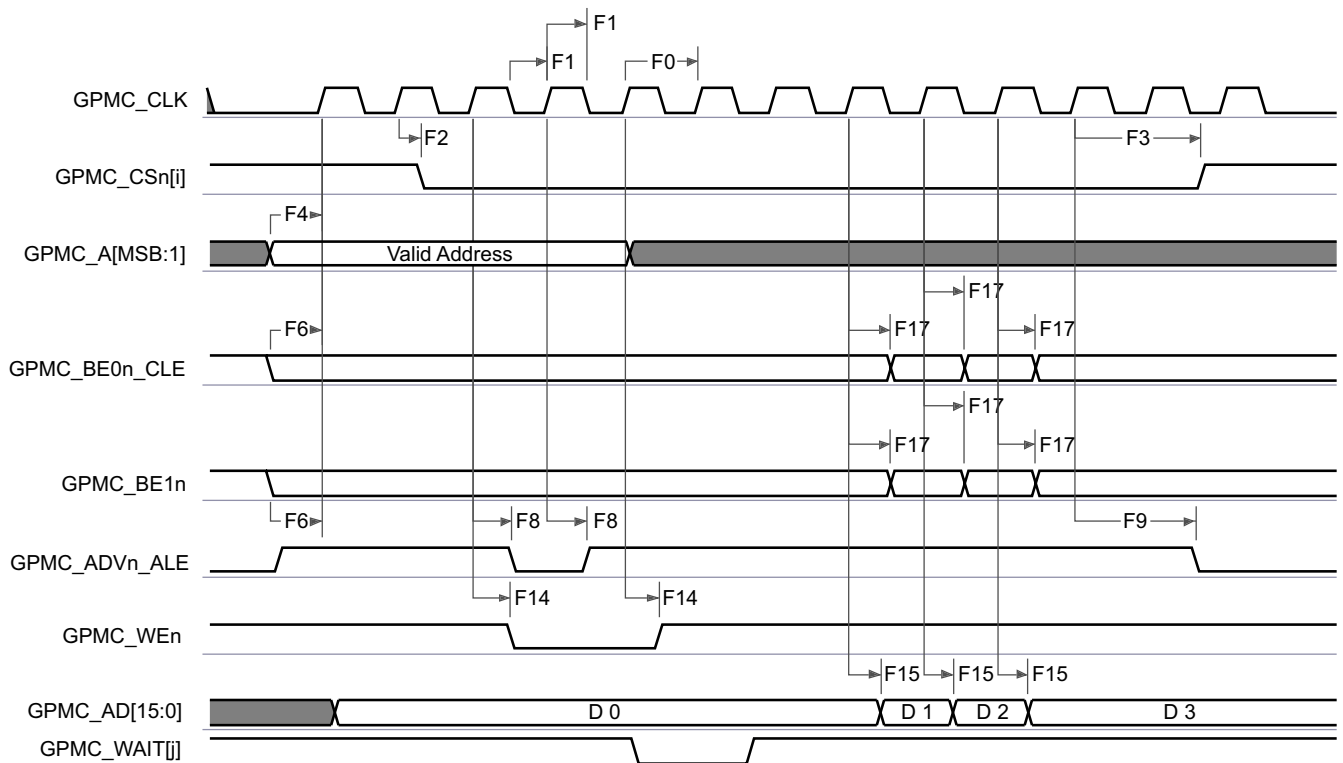 F1
F1
F0
GPMC_CLK
F2
F3
GPMC_CSn[i]
F4
GPMC_A[MSB:1]
Valid Address
F17
F6
F17
F17
GPMC_BE0n_CLE
F17
F17
F17
GPMC_BE1n
F6
F8
F8
F9
GPMC_ADVn_ALE
F14
F14
GPMC_WEn
F15
F15
F15
GPMC_AD[15:0]
D 0
D 1
D 2
D 3
GPMC_WAIT[j]